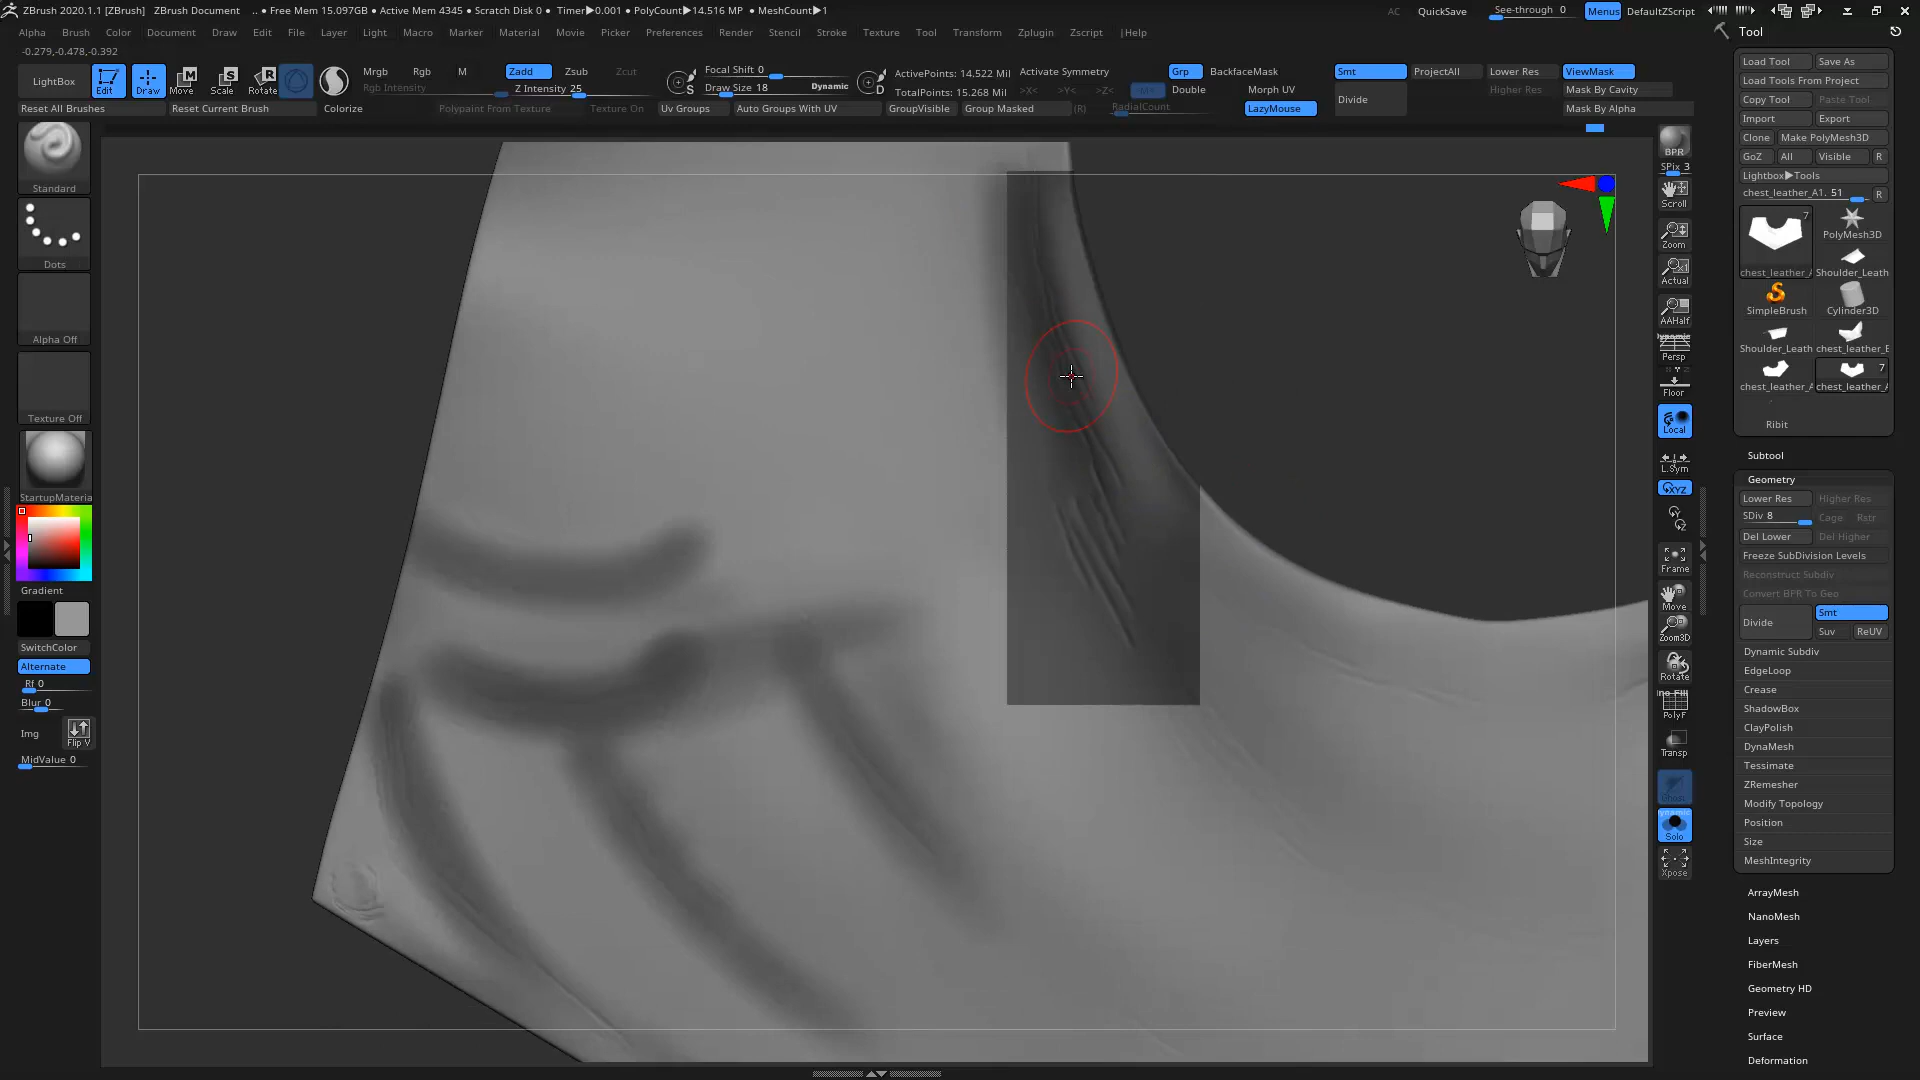 ZBrush 2020.1.1 [ZBrush] ZBrush Document .. ● Free Mem 15.097GB ● Active Mem 4345 ● Scratch Disk 0 ● Timer▶0.001 ● PolyCount▶14.516 MP ● MeshCount▶1 AC QuickSave See-through 0 Menus DefaultZScript
Alpha Brush Color Document Draw Edit File Layer Light Macro Marker Material Movie Picker Preferences Render Stencil Stroke Texture Tool Transform Zplugin Zscript Help
-0.279,-0.478,-0.392
LightBox Edit Draw Move Scale Rotate
Mrgb Rgb M Zadd Zsub Zcut
Rgb Intensity Z Intensity 25
Focal Shift 0
Draw Size 18 Dynamic
ActivePoints: 14.522 Mil
TotalPoints: 15.268 Mil
Activate Symmetry
>X< >Y< >Z< >M<
(R) RadialCount
Grp BackfaceMask
Double Morph UV
LazyMouse
Smt ProjectAll Lower Res ViewMask
Divide Higher Res Mask By Cavity
Mask By Alpha
Reset All Brushes Reset Current Brush Colorize Polypaint From Texture Texture On Uv Groups Auto Groups With UV GroupVisible Group Masked
Standard
Dots
Alpha Off
Texture Off
StartupMateria
Gradient
SwitchColor
Alternate
Rf 0
Blur 0
Img Flip V
MidValue 0
BPR
SPix 3
Scroll
Zoom
Actual
AAHalf
Dynamic
Persp
Floor
Local
L.Sym
XYZ
Frame
Move
Zoom3D
Rotate
PolyF
Transp
Ghost
Dynamic
Solo
Xpose
Tool
Load Tool Save As
Load Tools From Project
Copy Tool Paste Tool
Import Export
Clone Make PolyMesh3D
GoZ All Visible R
Lightbox▶Tools
chest_leather_A1. 51 R
7
PolyMesh3D
chest_leather_A Shoulder_Leath
SimpleBrush Cylinder3D
Shoulder_Leath chest_leather_E
7
chest_leather_A chest_leather_A
Ribit
Subtool
Geometry
Lower Res Higher Res
SDiv 8 Cage Rstr
Del Lower Del Higher
Freeze SubDivision Levels
Reconstruct Subdiv
Convert BPR To Geo
Divide Smt
Suv ReUV
Dynamic Subdiv
EdgeLoop
Crease
ShadowBox
ClayPolish
DynaMesh
Tessimate
ZRemesher
Modify Topology
Position
Size
MeshIntegrity
ArrayMesh
NanoMesh
Layers
FiberMesh
Geometry HD
Preview
Surface
Deformation